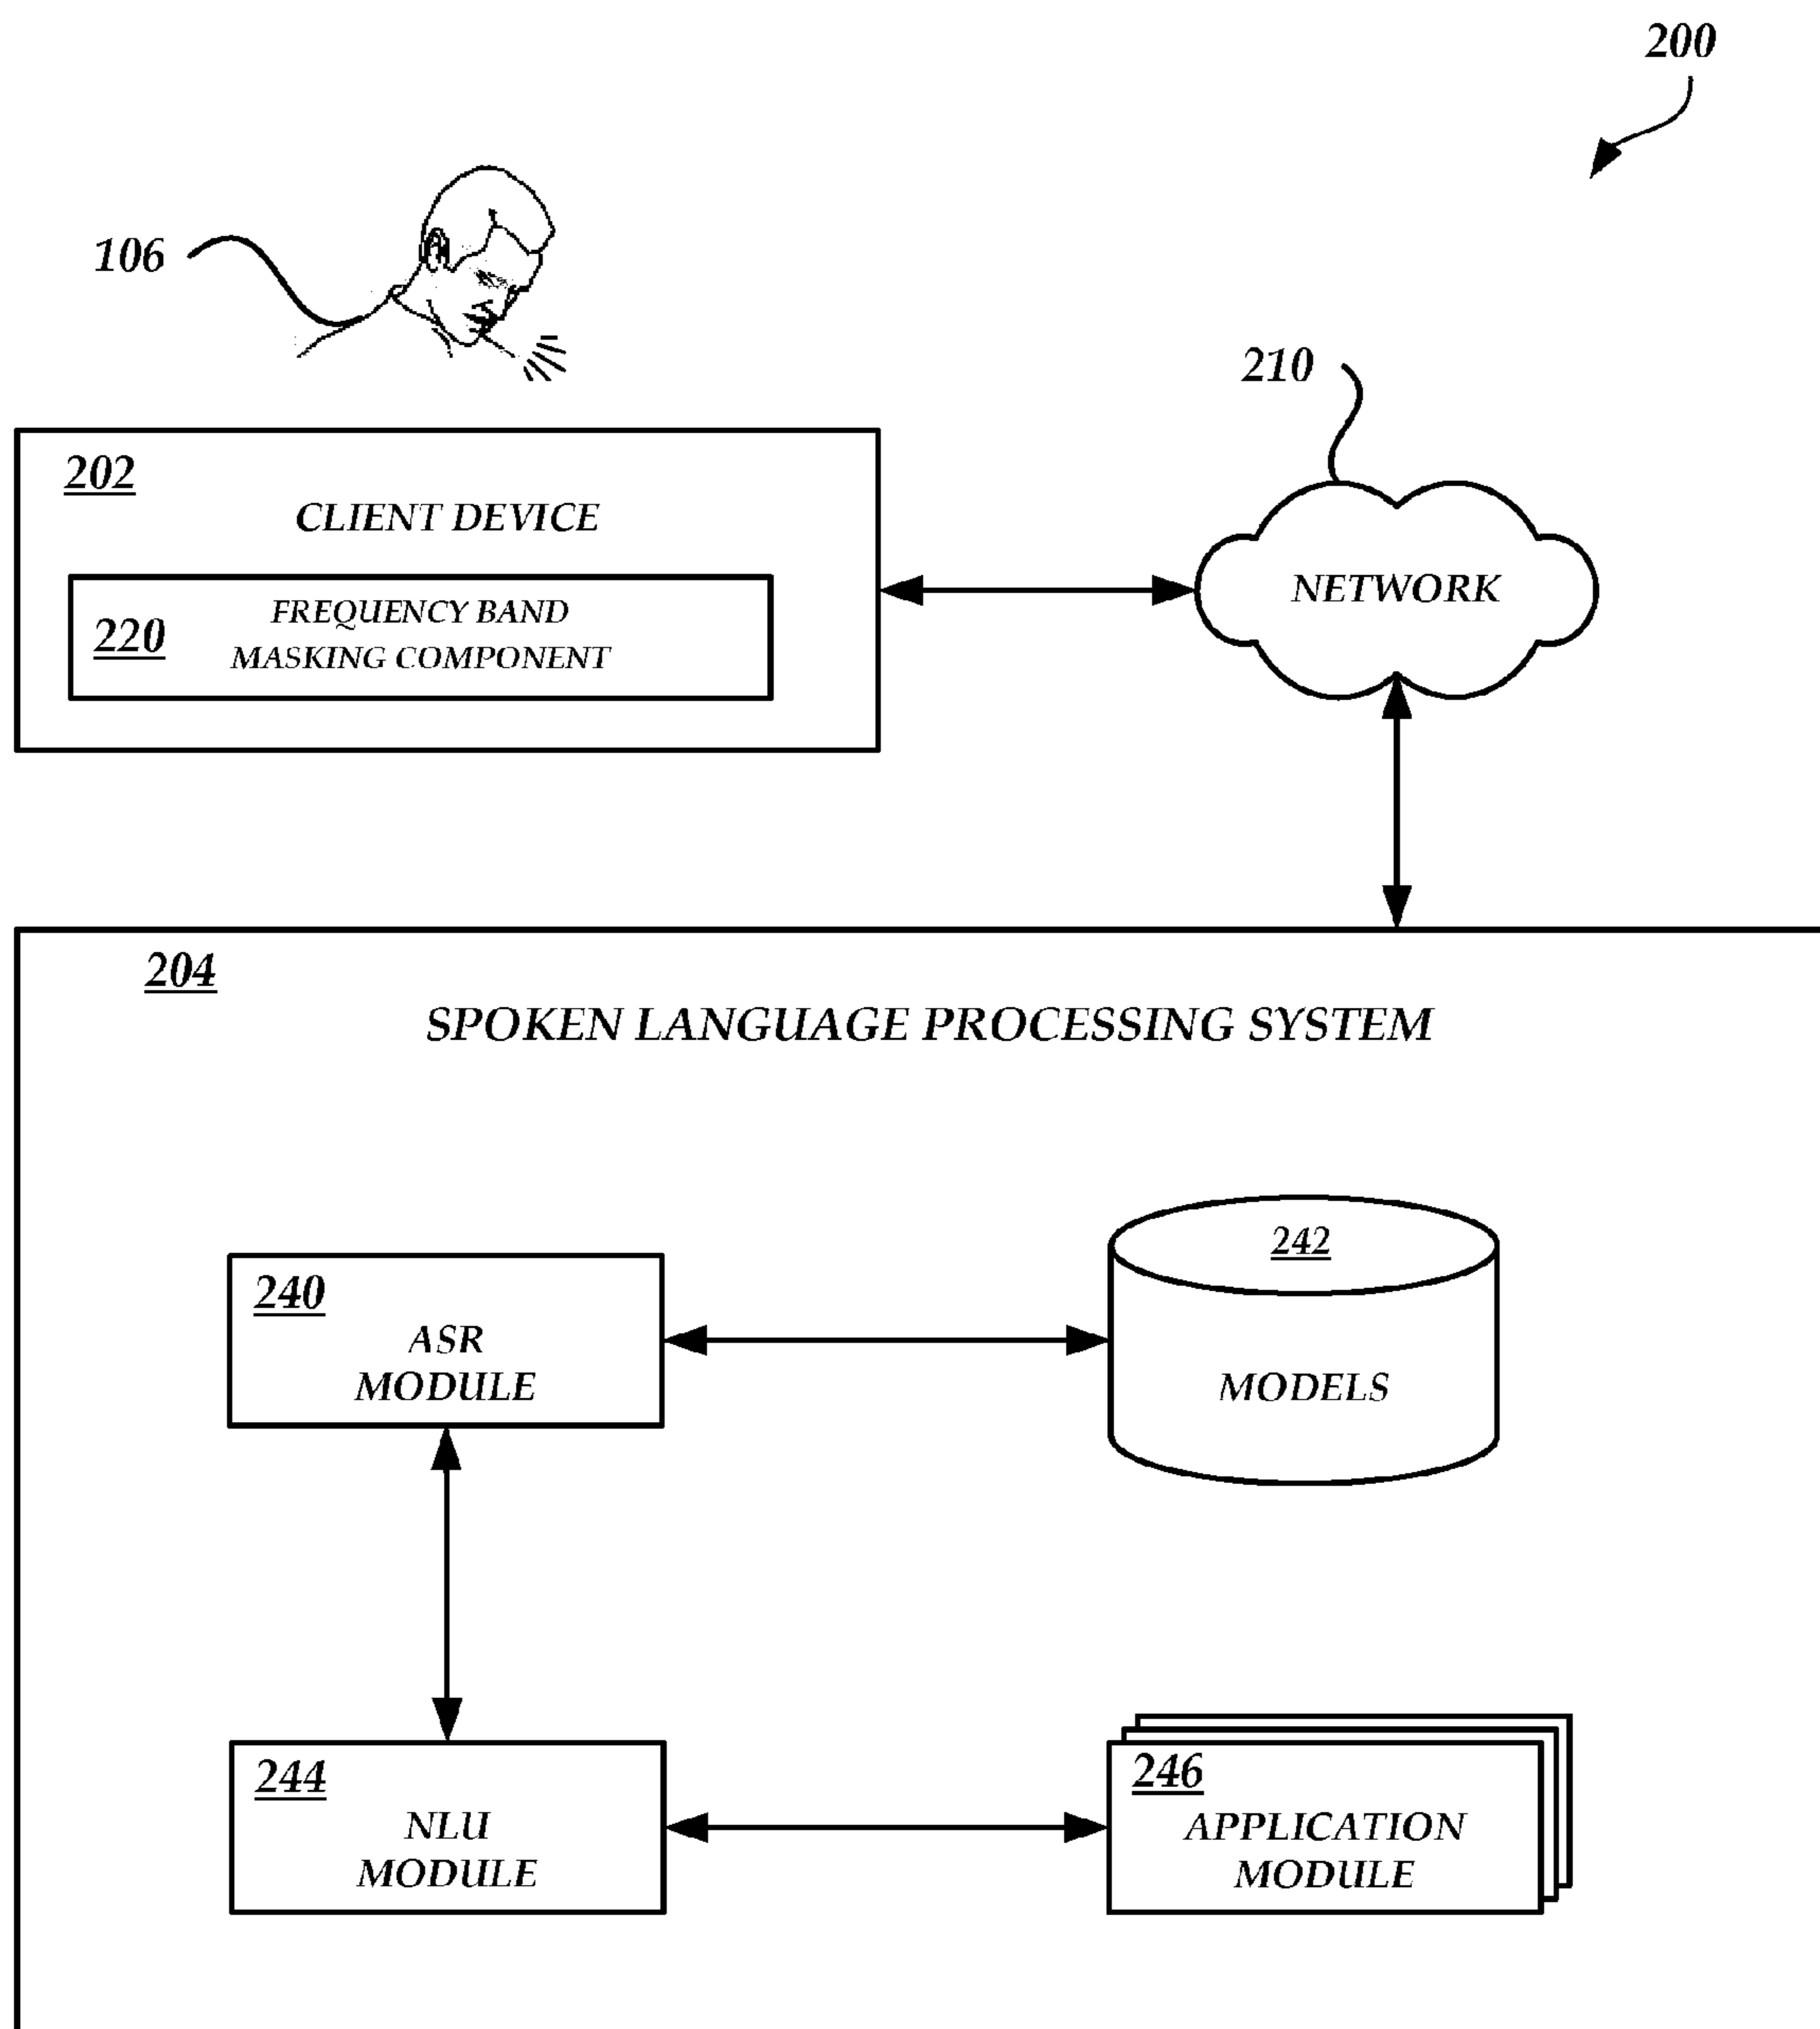 200
106
210
202
CLIENT DEVICE
220
FREQUENCY BAND
MASKING COMPONENT
NETWORK
204
SPOKEN LANGUAGE PROCESSING SYSTEM
240
ASR
MODULE
242
MODELS
244
NLU
MODULE
246
APPLICATION
MODULE